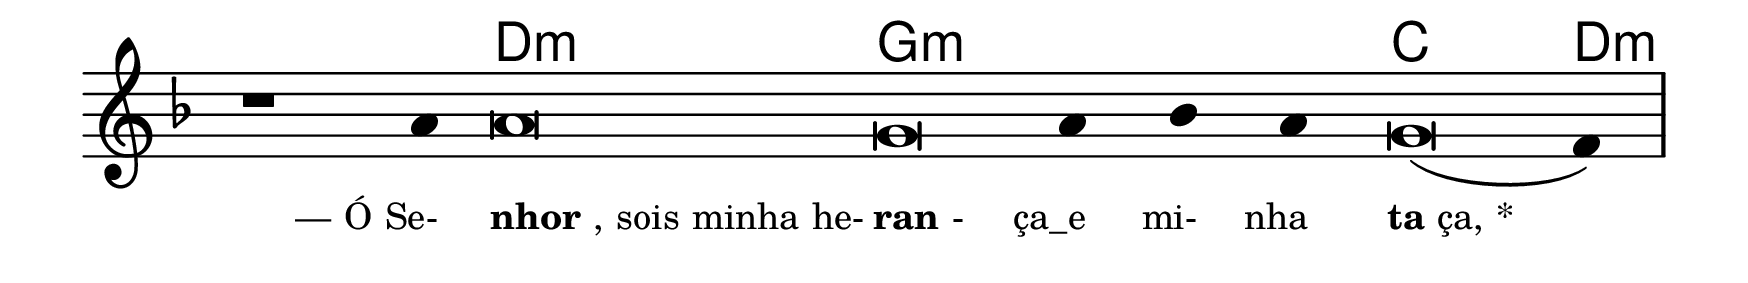 Dm Gm C Dm
— Ó Se- nhor , sois minha he- ran - ça_e mi- nha ta ça, *